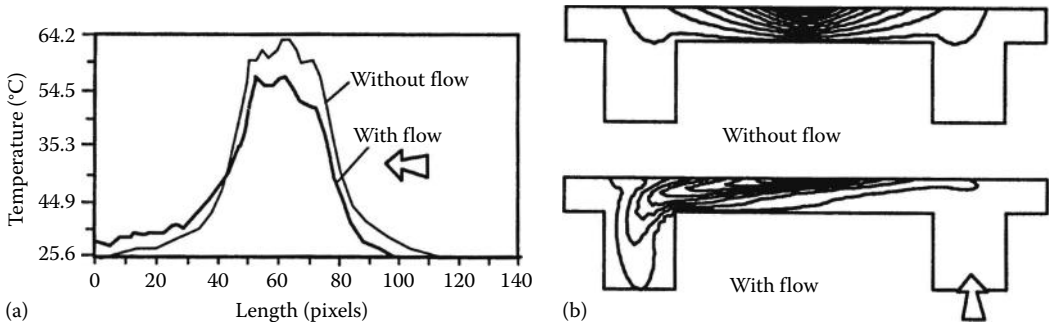 (a)
Temperature (°C)
64.2
54.5
35.3
44.9
25.6
Without flow
With flow
0 20 40 60 80 100 120 140
Length (pixels)
(b)
Without flow
With flow